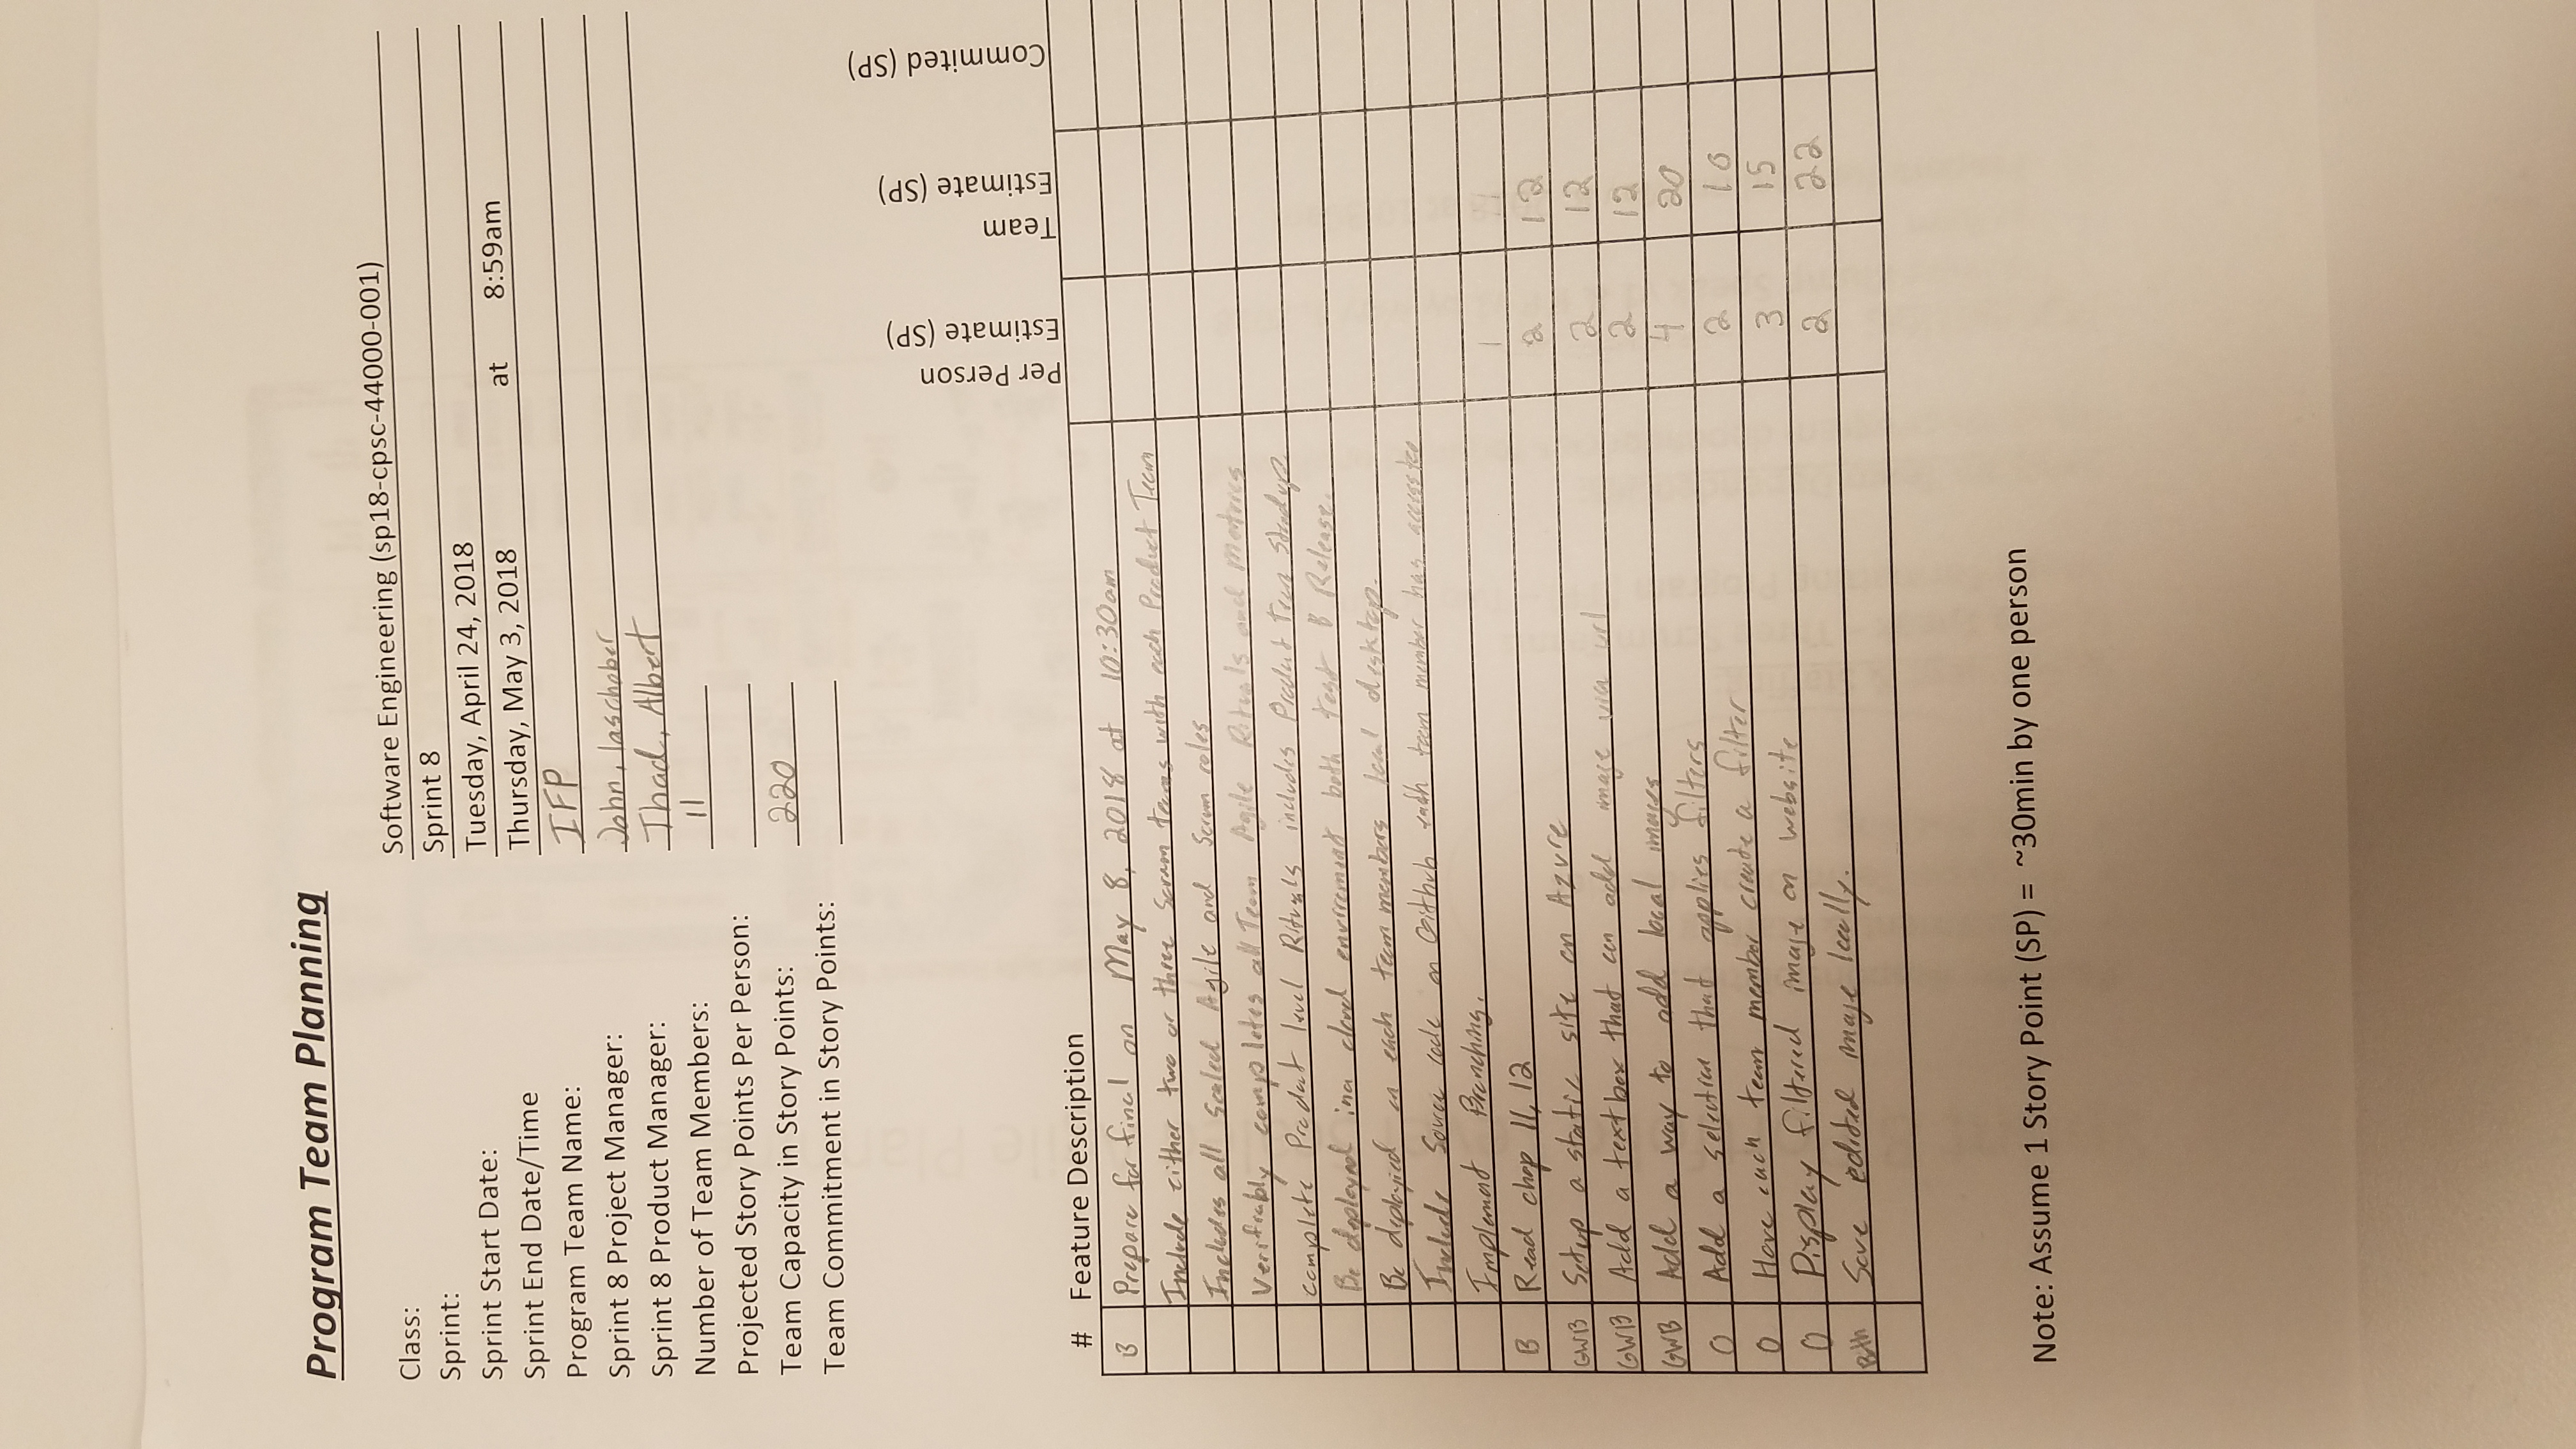 Program Team Planning
Class: Software Engineering (sp18-cpsc-44000-001)
Sprint: Sprint 8
Sprint Start Date: Tuesday, April 24, 2018
Sprint End Date/Time Thursday, May 3, 2018 at 8:59am
Program Team Name: IFP
Sprint 8 Project Manager: John, laschober
Sprint 8 Product Manager: Thad, Albert
Number of Team Members: 11
Projected Story Points Per Person:
Team Capacity in Story Points: 220
Team Commitment in Story Points:
# Feature Description Per Person Estimate (SP) Team Estimate (SP) Commited (SP)
B Prepare for final on May 8, 2018 at 10:30am
Include either two or three Scrum teams with each Product Team
Includes all Scaled Agile and Scrum roles
Verifiably completes all Team Agile Rituals and Metrics
complete Product level Rituals includes Product Team Standup.
Be deployed in a cloud envirement both test & Release.
Be deployied on each team members local desktop.
Include Source code on Github each team member has access too
Implement Branching.
B Read chap 11, 12 1 11
GWB Setup a static site on Azure 2 12
GWB Add a textbox that can add image via url 2 12
GWB Add a way to add local images 2 12
O Add a selection that applies filters 4 20
O Have each team member create a filter 2 10
O Display filtered image on website 3 15
Bth Save edited image locally. 2 22
Note: Assume 1 Story Point (SP) = ~30min by one person